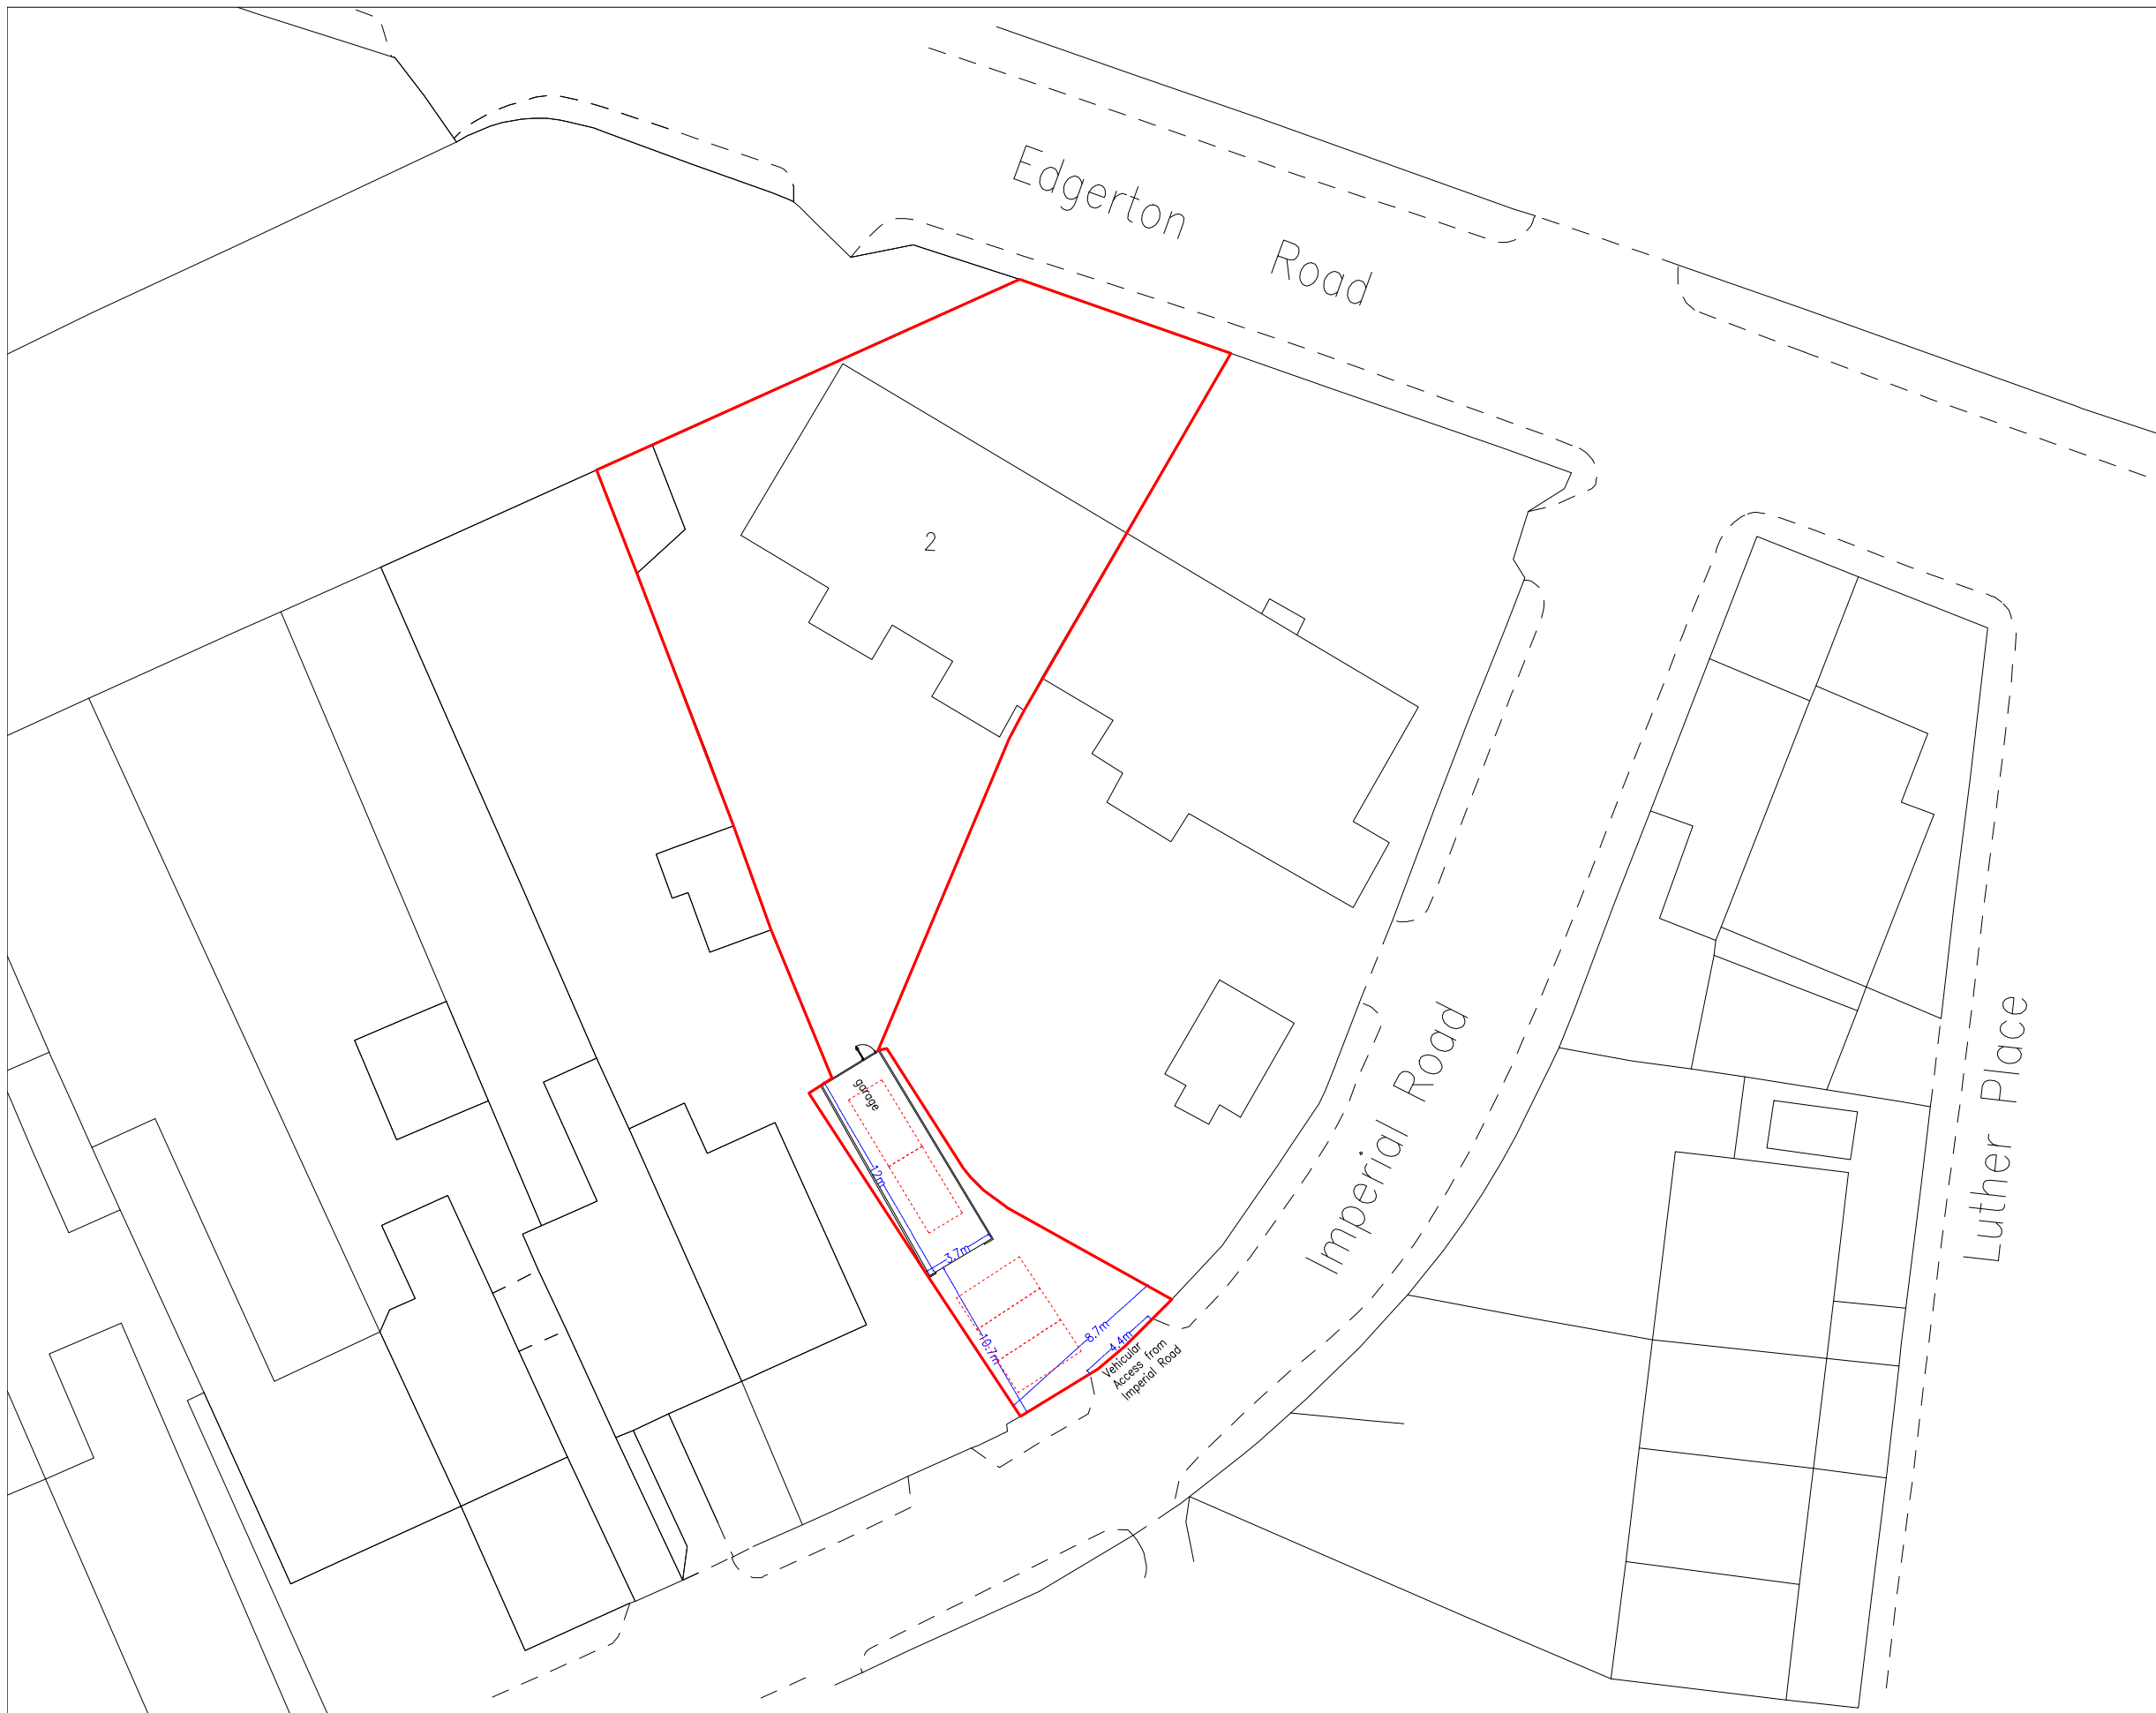 Edgerton Road
2
garage
12m
3.7m
10.7m
8.7m
4.4m
Vehicular
Access from
Imperial Road
Imperial Road
Luther Place